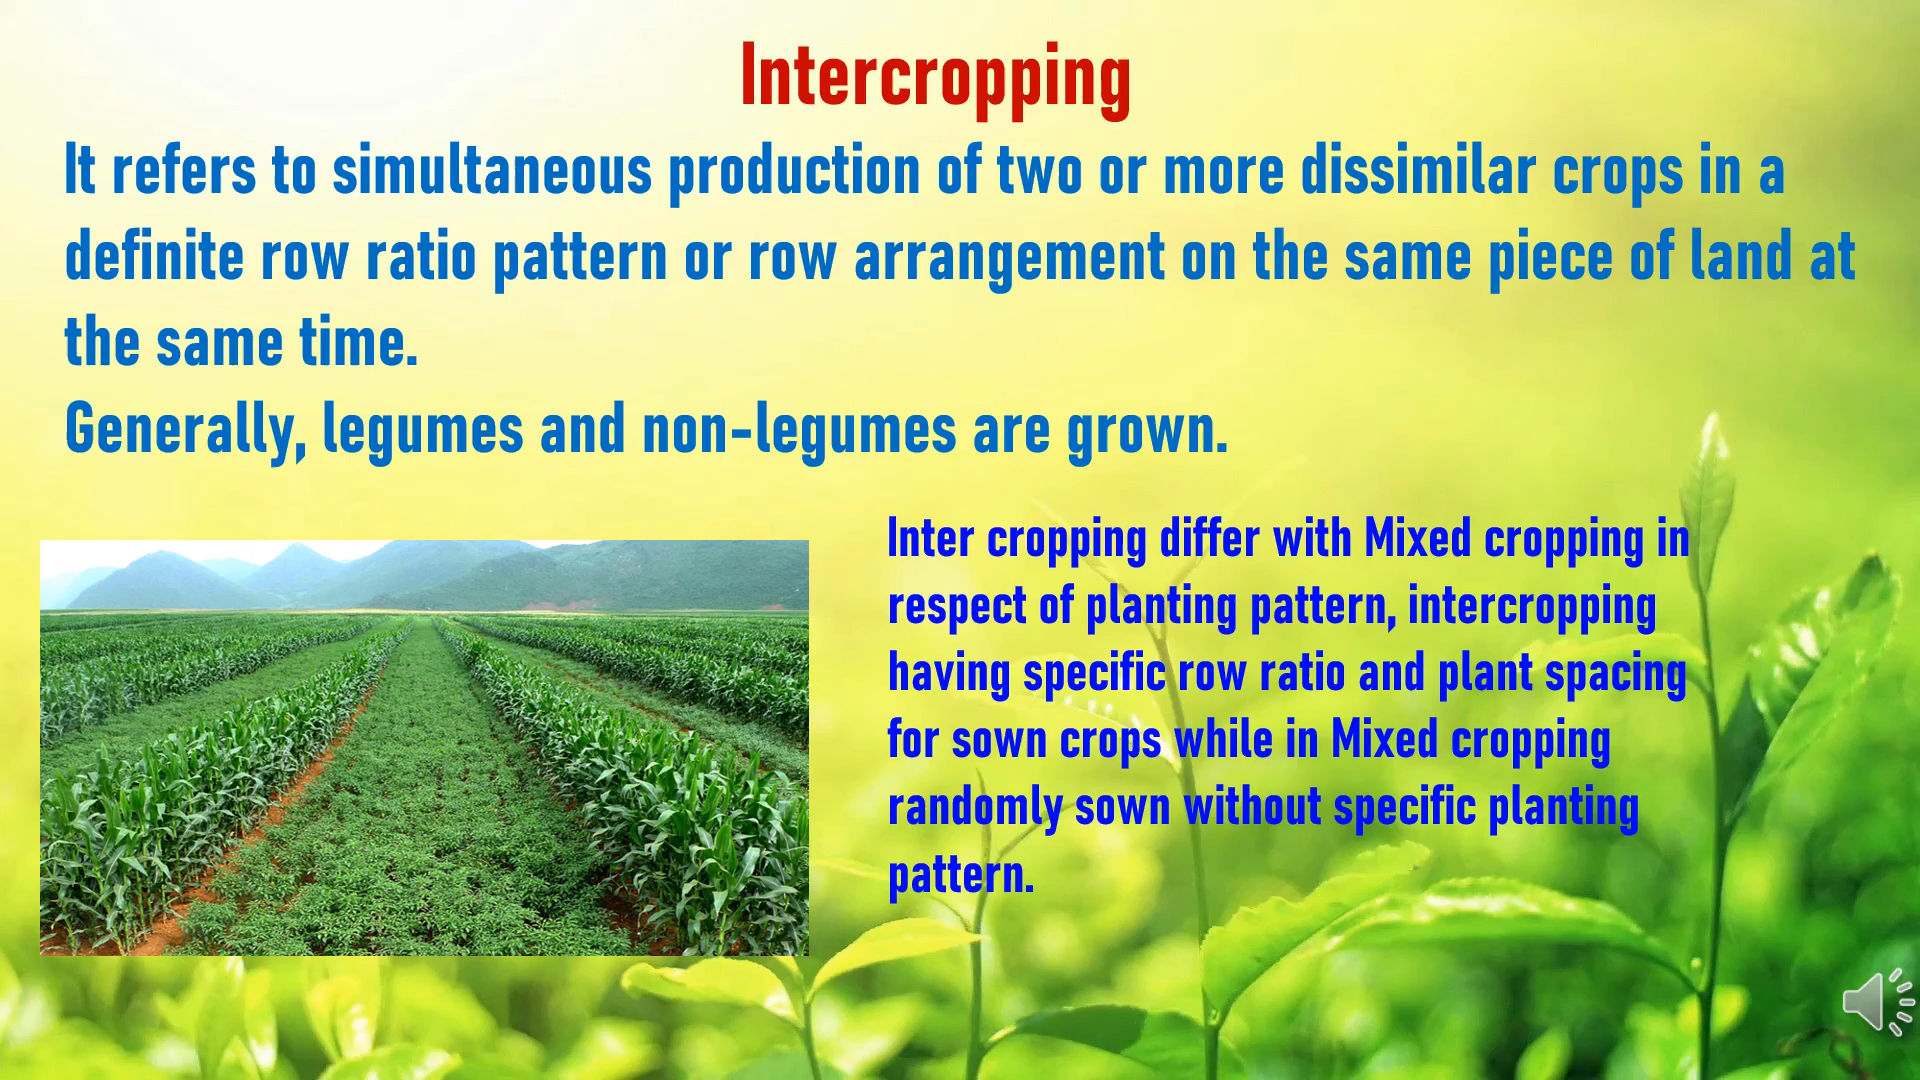 Intercropping
It refers to simultaneous production of two or more dissimilar crops in a
definite row ratio pattern or row arrangement on the same piece of land at
the same time.
Generally, legumes and non-legumes are grown.
Inter cropping differ with Mixed cropping in
respect of planting pattern, intercropping
having specific row ratio and plant spacing
for sown crops while in Mixed cropping
randomly sown without specific planting
pattern.